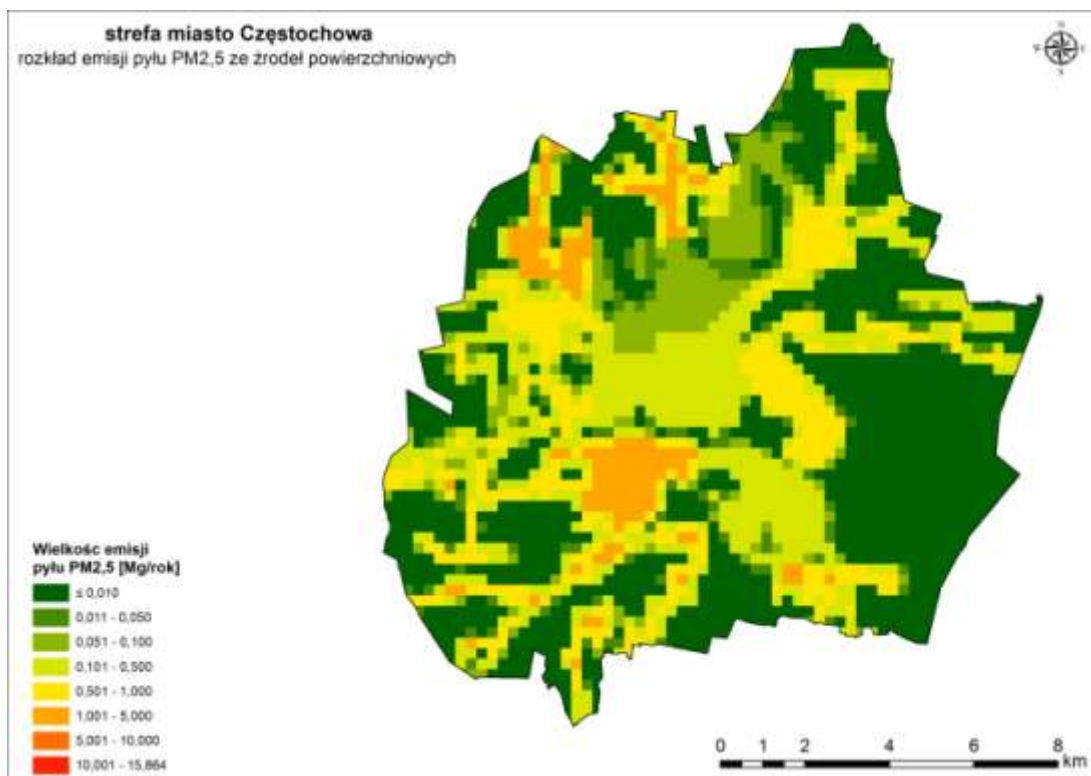 strefa miasto Częstochowa
rozkład emisji pyłu PM2,5 ze źrodeł powierzchniowych
Wielkośc emisji
pyłu PM2,5 [Mg/rok]
≤ 0,010
0,011 - 0,050
0,051 - 0,100
0,101 - 0,500
0,501 - 1,000
1,001 - 5,000
5,001 - 10,000
10,001 - 15,864
0 1 2 4 6 8
km